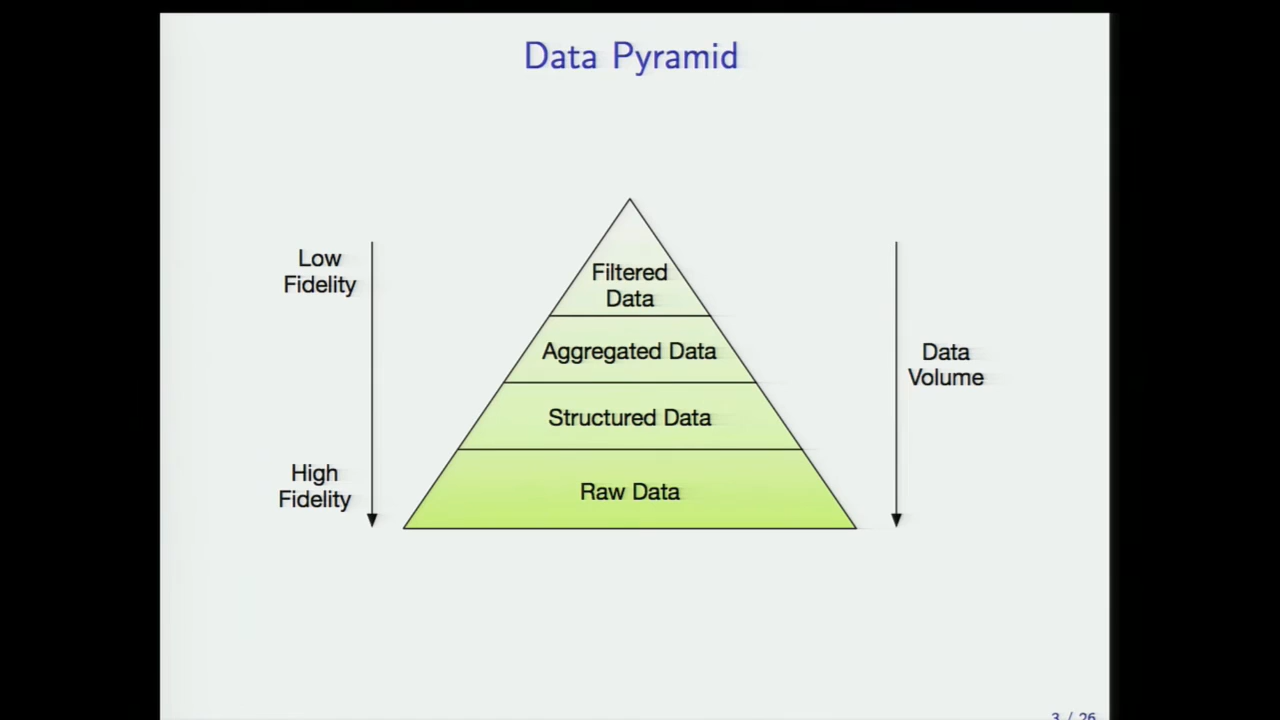 Data Pyramid
Low
Fidelity
Filtered
Data
Aggregated Data
Data
Volume
Structured Data
High
Fidelity
Raw Data
3 / 26